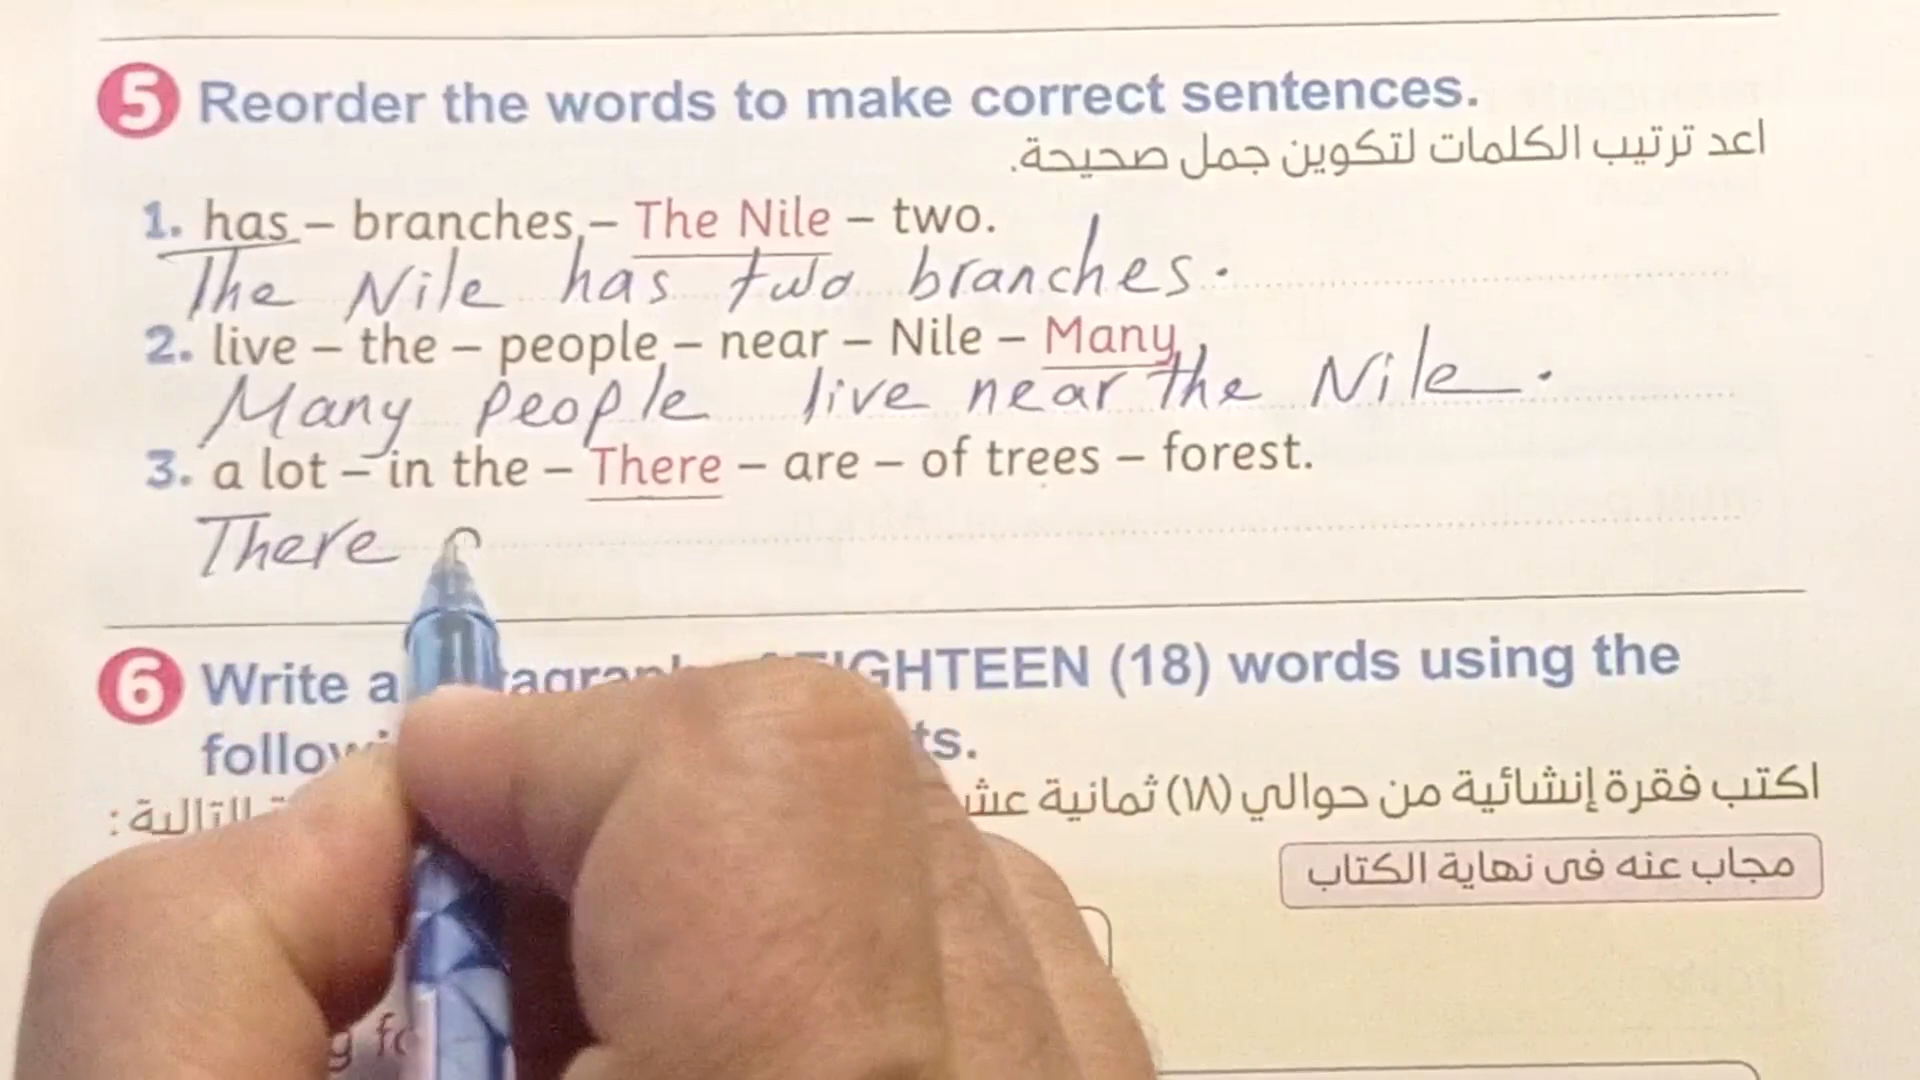 5 Reorder the words to make correct sentences.
اعد ترتيب الكلمات لتكوين جمل صحيحة.
1. has – branches – The Nile – two.
The Nile has two branches.
2. live – the – people – near – Nile – Many
Many people live near the Nile.
3. a lot – in the – There – are – of trees – forest.
There
6 Write a EIGHTEEN (18) words using the
اكتب فقرة إنشائية من حوالي (١٨) ثمانية
التالية :
مجاب عنه فى نهاية الكتاب